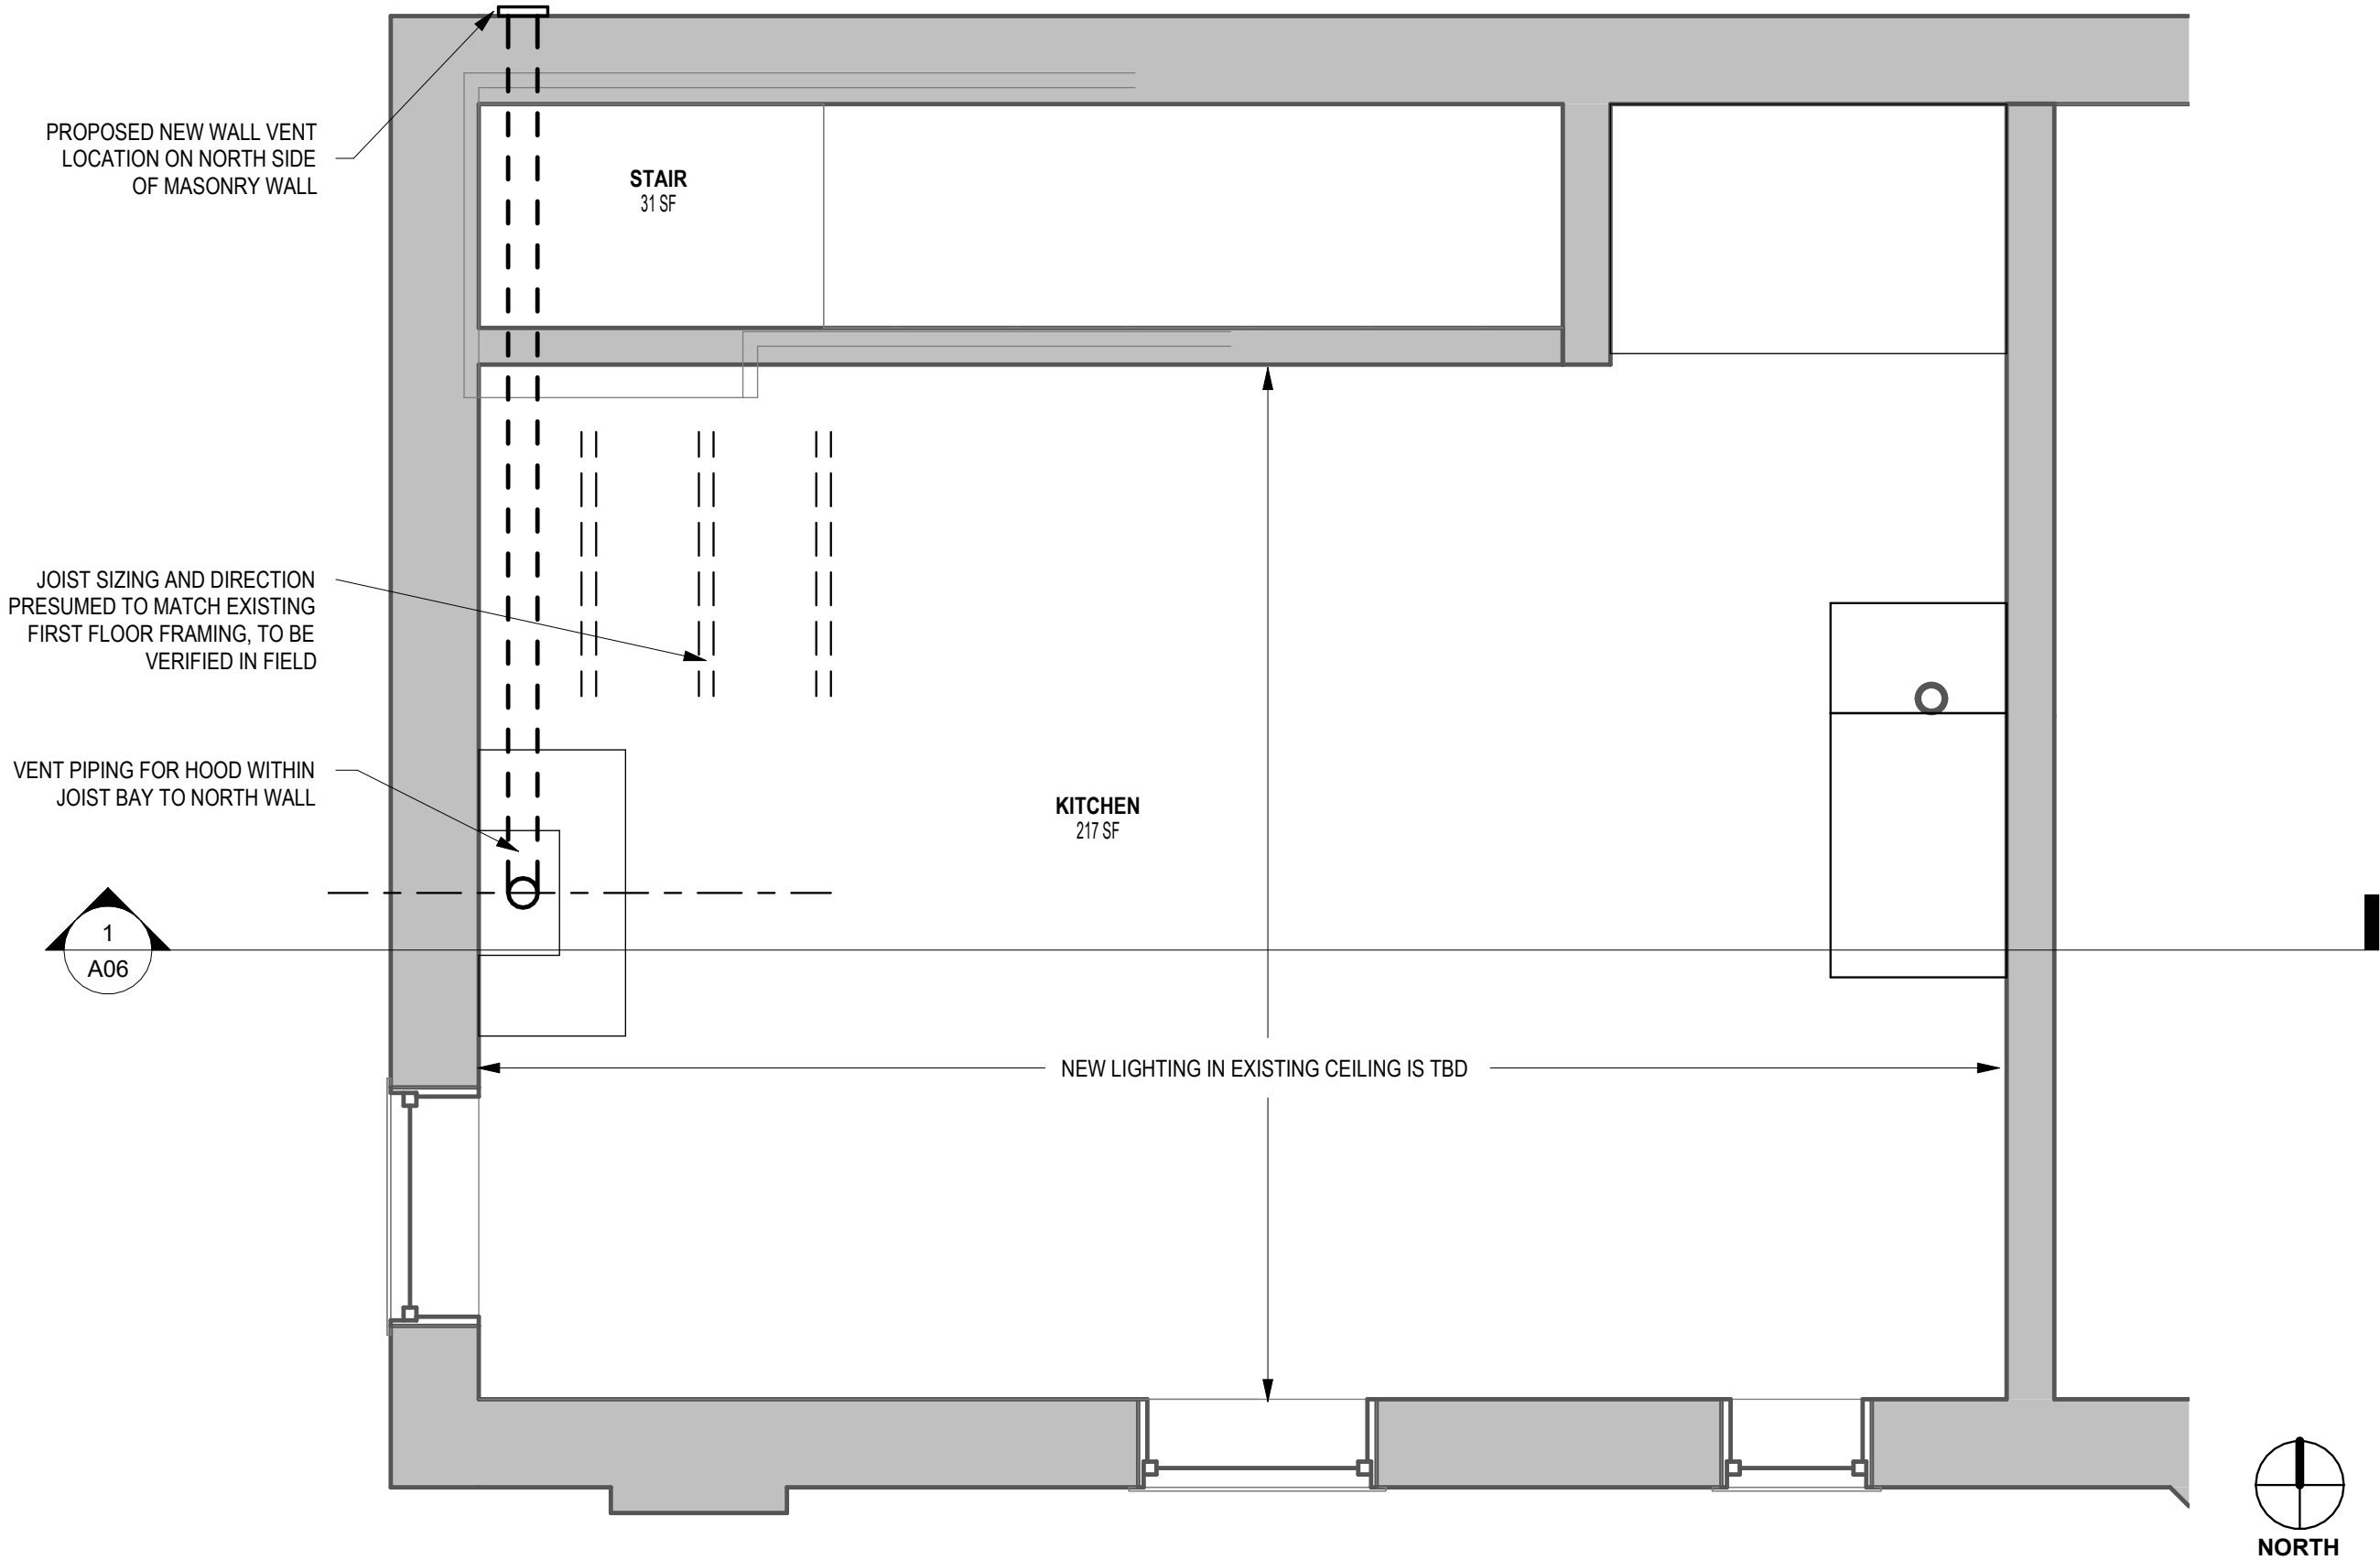 PROPOSED NEW WALL VENT
LOCATION ON NORTH SIDE
OF MASONRY WALL
STAIR
31 SF
JOIST SIZING AND DIRECTION
PRESUMED TO MATCH EXISTING
FIRST FLOOR FRAMING, TO BE
VERIFIED IN FIELD
VENT PIPING FOR HOOD WITHIN
JOIST BAY TO NORTH WALL
KITCHEN
217 SF
1
A06
NEW LIGHTING IN EXISTING CEILING IS TBD
NORTH